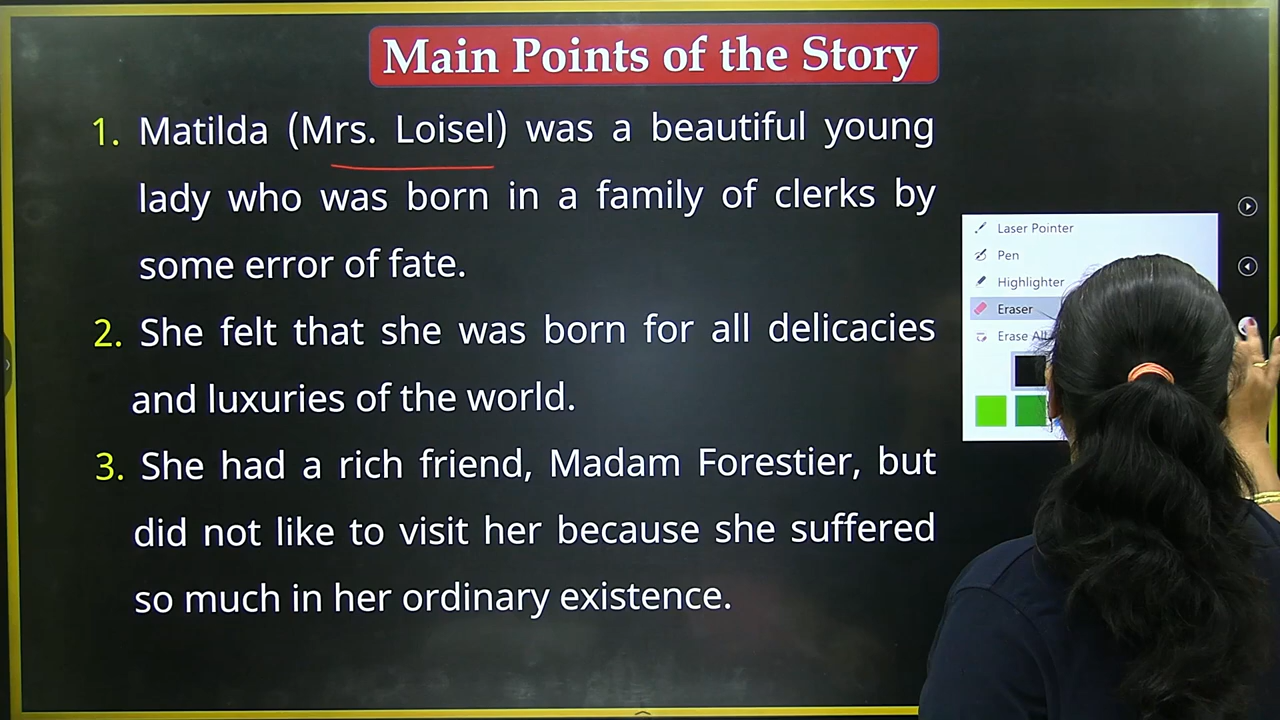 Main Points of the Story
1. Matilda (Mrs. Loisel) was a beautiful young
lady who was born in a family of clerks by
some error of fate.
2. She felt that she was born for all delicacies
and luxuries of the world.
3. She had a rich friend, Madam Forestier, but
did not like to visit her because she suffered
so much in her ordinary existence.
Laser Pointer
Pen
Highlighter
Eraser
Erase